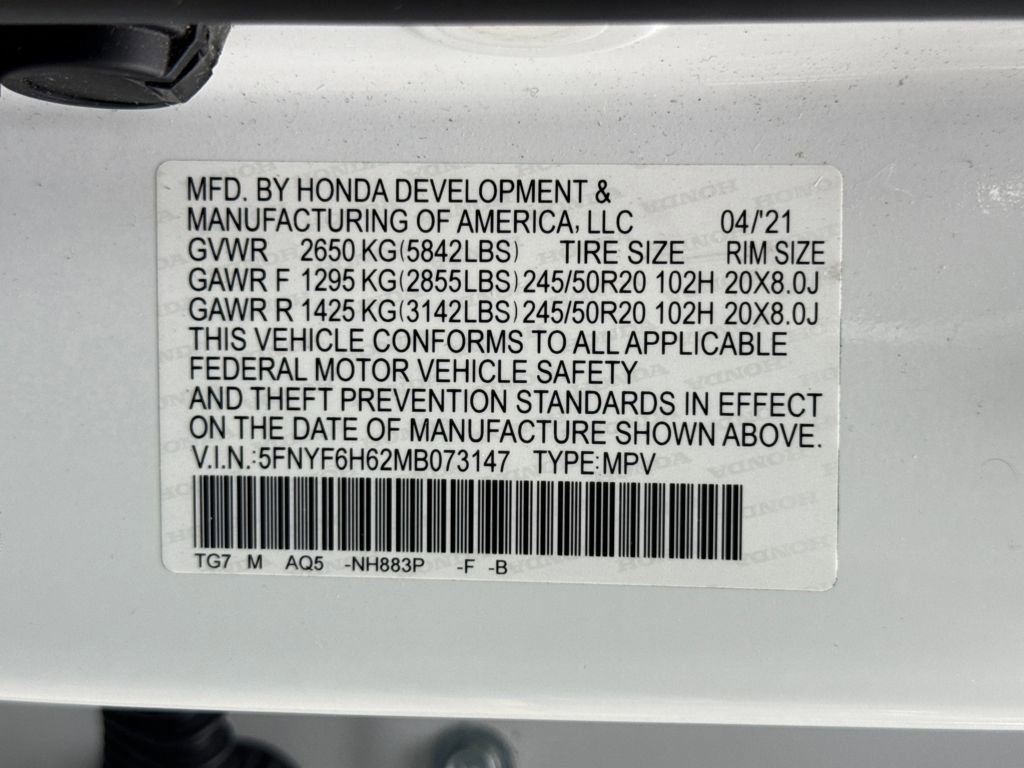 MFD. BY HONDA DEVELOPMENT &
MANUFACTURING OF AMERICA, LLC 04/'21
GVWR 2650 KG(5842LBS) TIRE SIZE RIM SIZE
GAWR F 1295 KG(2855LBS) 245/50R20 102H 20X8.0J
GAWR R 1425 KG(3142LBS) 245/50R20 102H 20X8.0J
THIS VEHICLE CONFORMS TO ALL APPLICABLE
FEDERAL MOTOR VEHICLE SAFETY
AND THEFT PREVENTION STANDARDS IN EFFECT
ON THE DATE OF MANUFACTURE SHOWN ABOVE.
V.I.N.:5FNYF6H62MB073147 TYPE:MPV
TG7 M AQ5 -NH883P -F -B